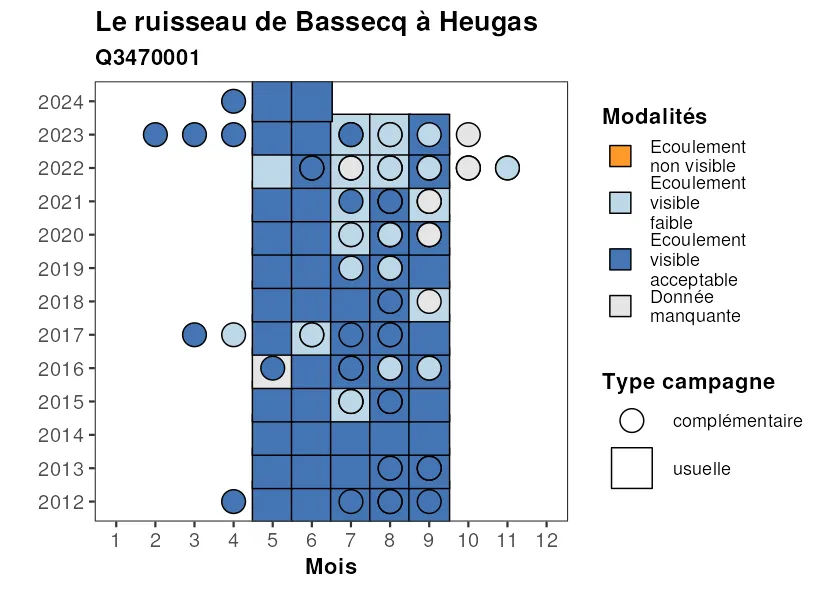 Le ruisseau de Bassecq à Heugas
Q3470001
2024
2023
2022
2021
2020
2019
2018
2017
2016
2015
2014
2013
2012
1 2 3 4 5 6 7 8 9 10 11 12
Mois
Modalités
Ecoulement
non visible
Ecoulement
visible
faible
Ecoulement
visible
acceptable
Donnée
manquante
Type campagne
complémentaire
usuelle